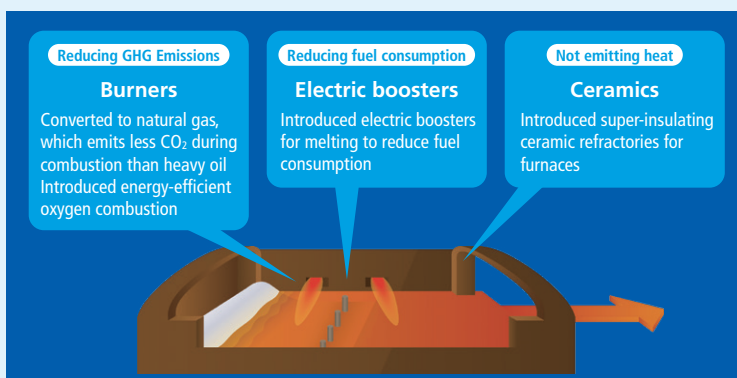 Reducing GHG Emissions
Burners
Converted to natural gas,
which emits less CO₂ during
combustion than heavy oil
Introduced energy-efficient
oxygen combustion
Reducing fuel consumption
Electric boosters
Introduced electric boosters
for melting to reduce fuel
consumption
Not emitting heat
Ceramics
Introduced super-insulating
ceramic refractories for
furnaces